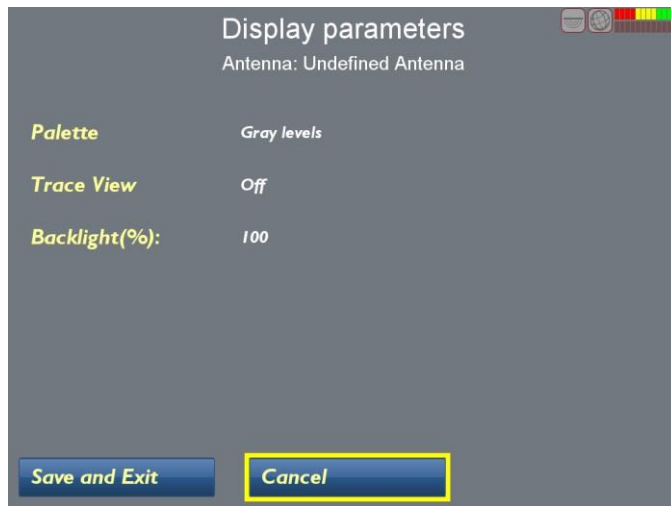 Display parameters
Antenna: Undefined Antenna
Palette Gray levels
Trace View Off
Backlight(%): 100
Save and Exit Cancel